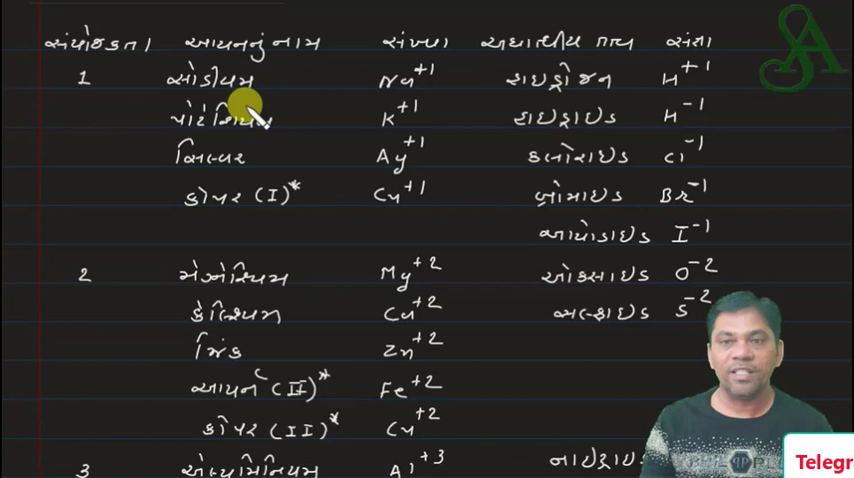 સંયોજકતા આયનનું નામ સંજ્ઞા અધાત્વીય તત્વ સંજ્ઞા
1 સોડીયમ Na+1 હાઇડ્રોજન H+1
પોટેશિયમ K+1 હાઇડ્રાઇડ H-1
સિલ્વર Ag+1 ક્લોરાઇડ Cl-1
કોપર (I)* Cu+1 બ્રોમાઇડ Br-1
આયોડાઇડ I-1
2 મેગ્નેશિયમ Mg+2 ઓક્સાઇડ O-2
કેલ્શિયમ Ca+2 સલ્ફાઇડ S-2
ઝિંક Zn+2
આયર્ન (II)* Fe+2
કોપર (II)* Cu+2
3 એલ્યુમિનિયમ Al+3
Telegr